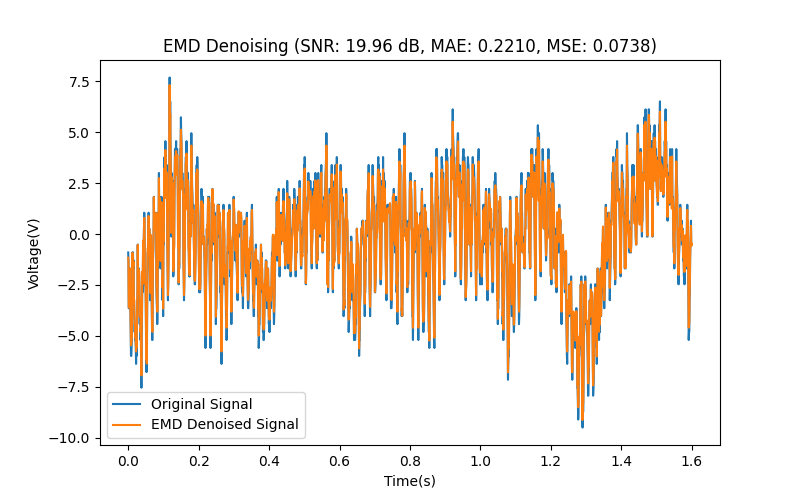 EMD Denoising (SNR: 19.96 dB, MAE: 0.2210, MSE: 0.0738)
7.5
5.0
2.5
0.0
−2.5
−5.0
−7.5
−10.0
Voltage(V)
Original Signal
EMD Denoised Signal
0.0 0.2 0.4 0.6 0.8 1.0 1.2 1.4 1.6
Time(s)